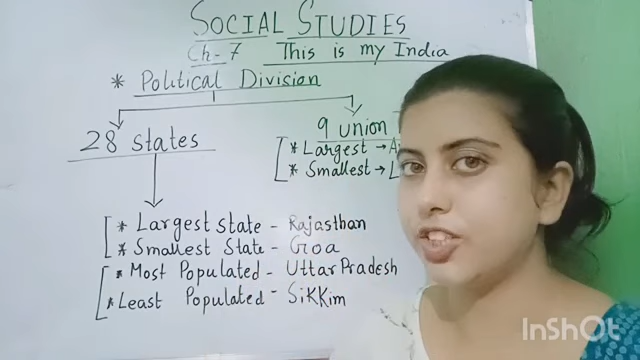 Social Studies
Ch-7 This is my India
* Political Division
28 states
9 union
* Largest → A
* Smallest → L
* Largest State - Rajasthan
* Smallest State - Goa
* Most Populated - Uttar Pradesh
* Least Populated - Sikkim
InShOt